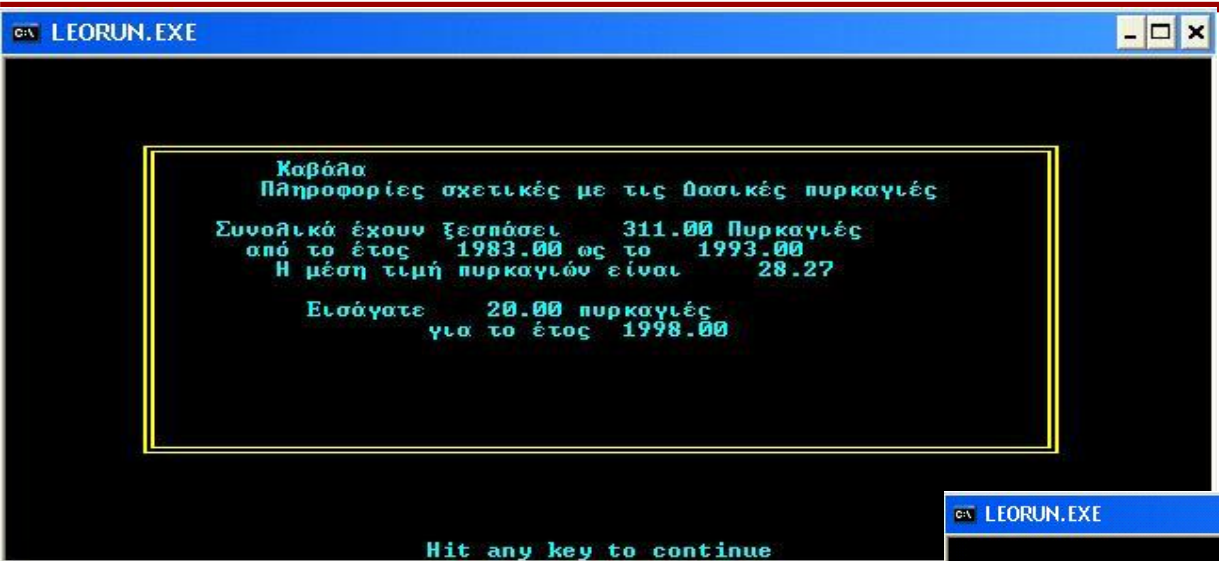 LEORUN.EXE
Καβάλα
Πληροφορίες σχετικές με τις Δασικές πυρκαγιές
Συνολικά έχουν ξεσπάσει 311.00 Πυρκαγιές
από το έτος 1983.00 ως το 1993.00
Η μέση τιμή πυρκαγιών είναι 28.27
Εισάγατε 20.00 πυρκαγιές
για το έτος 1998.00
Hit any key to continue
LEORUN.EXE